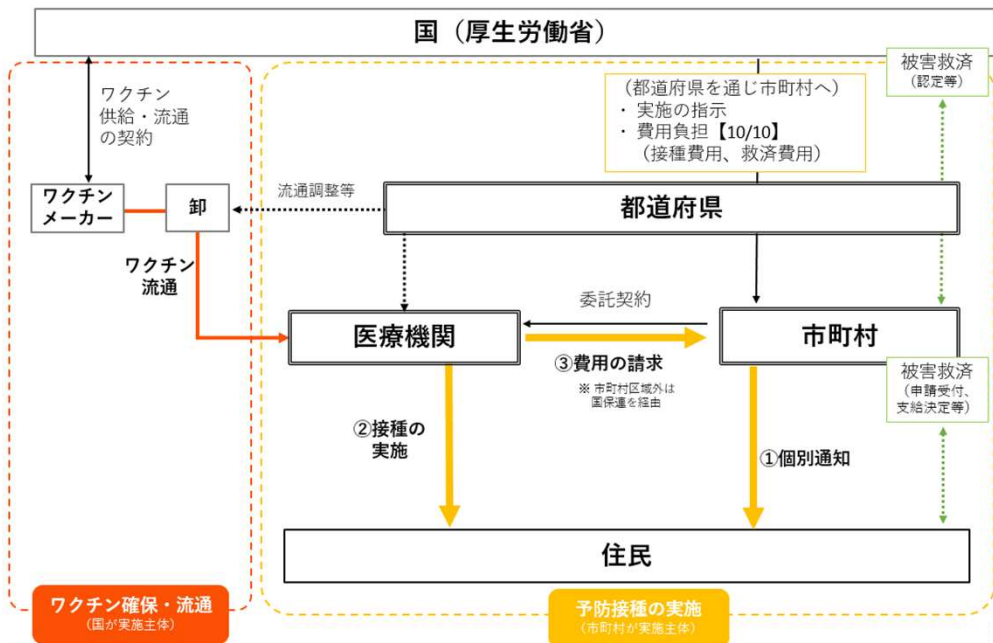 国（厚生労働省）
ワクチン
供給・流通
の契約
（都道府県を通じ市町村へ）
・ 実施の指示
・ 費用負担【10/10】
（接種費用、救済費用）
被害救済
（認定等）
ワクチン
メーカー
卸
流通調整等
都道府県
ワクチン
流通
医療機関
委託契約
市町村
③費用の請求
※ 市町村区域外は
国保連を経由
被害救済
（申請受付、
支給決定等）
②接種の
実施
①個別通知
住民
ワクチン確保・流通
（国が実施主体）
予防接種の実施
（市町村が実施主体）